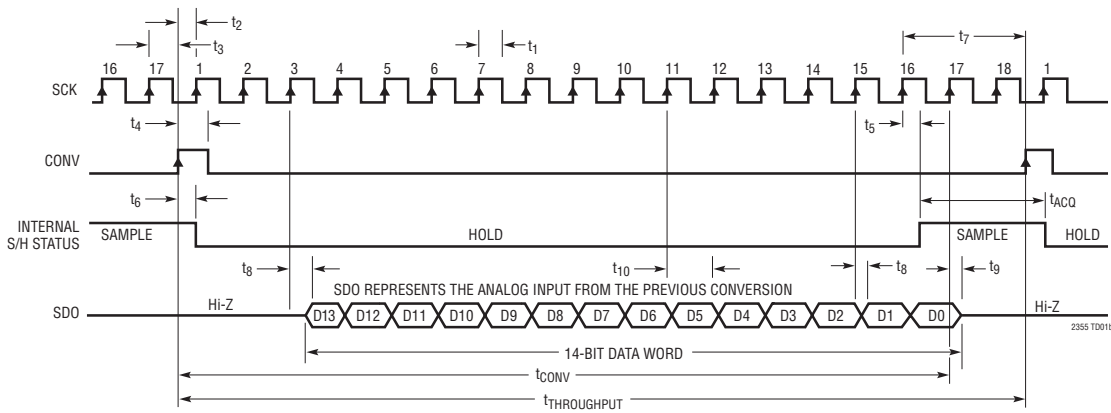 t2
t3
t1
t7
16 17 1 2 3 4 5 6 7 8 9 10 11 12 13 14 15 16 17 18 1
SCK
t4
t5
CONV
t6
tACQ
INTERNAL
S/H STATUS
SAMPLE
HOLD
SAMPLE
HOLD
t8
t10
t8
t9
SDO REPRESENTS THE ANALOG INPUT FROM THE PREVIOUS CONVERSION
SDO
Hi-Z
D13 D12 D11 D10 D9 D8 D7 D6 D5 D4 D3 D2 D1 D0
Hi-Z
14-BIT DATA WORD
tCONV
tTHROUGHPUT